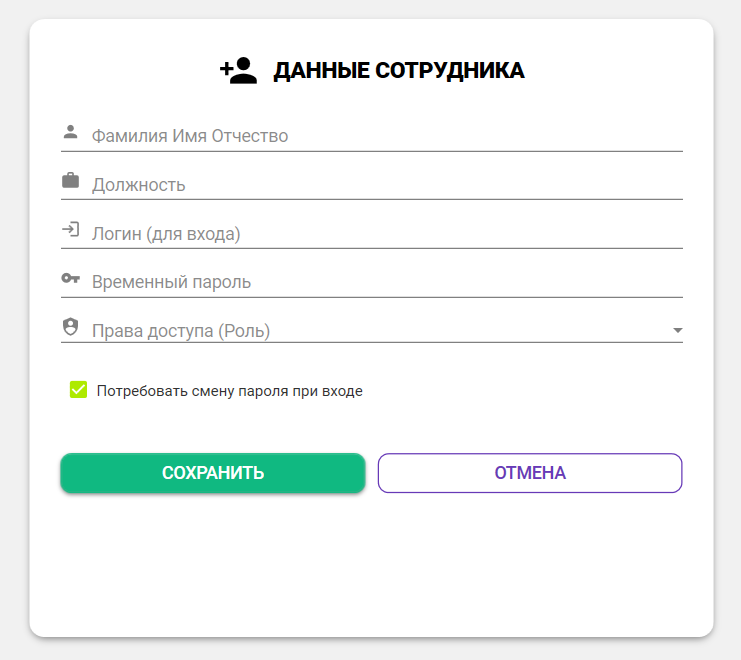 ДАННЫЕ СОТРУДНИКА
Фамилия Имя Отчество
Должность
Логин (для входа)
Временный пароль
Права доступа (Роль)
Потребовать смену пароля при входе
СОХРАНИТЬ
ОТМЕНА